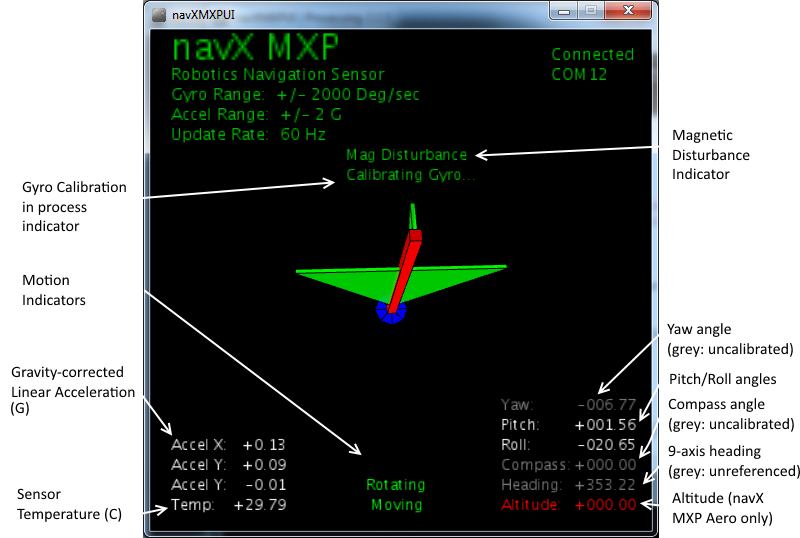 navXMXPUI
navX MXP
Robotics Navigation Sensor
Gyro Range: +/- 2000 Deg/sec
Accel Range: +/- 2 G
Update Rate: 60 Hz
Connected
COM12
Mag Disturbance
Calibrating Gyro...
Magnetic
Disturbance
Indicator
Gyro Calibration
in process
indicator
Motion
Indicators
Gravity-corrected
Linear Acceleration
(G)
Sensor
Temperature (C)
Accel X: +0.13
Accel Y: +0.09
Accel Y: -0.01
Temp: +29.79
Rotating
Moving
Yaw: -006.77
Pitch: +001.56
Roll: -020.65
Compass: +000.00
Heading: +353.22
Altitude: +000.00
Yaw angle
(grey: uncalibrated)
Pitch/Roll angles
Compass angle
(grey: uncalibrated)
9-axis heading
(grey: unreferenced)
Altitude (navX
MXP Aero only)